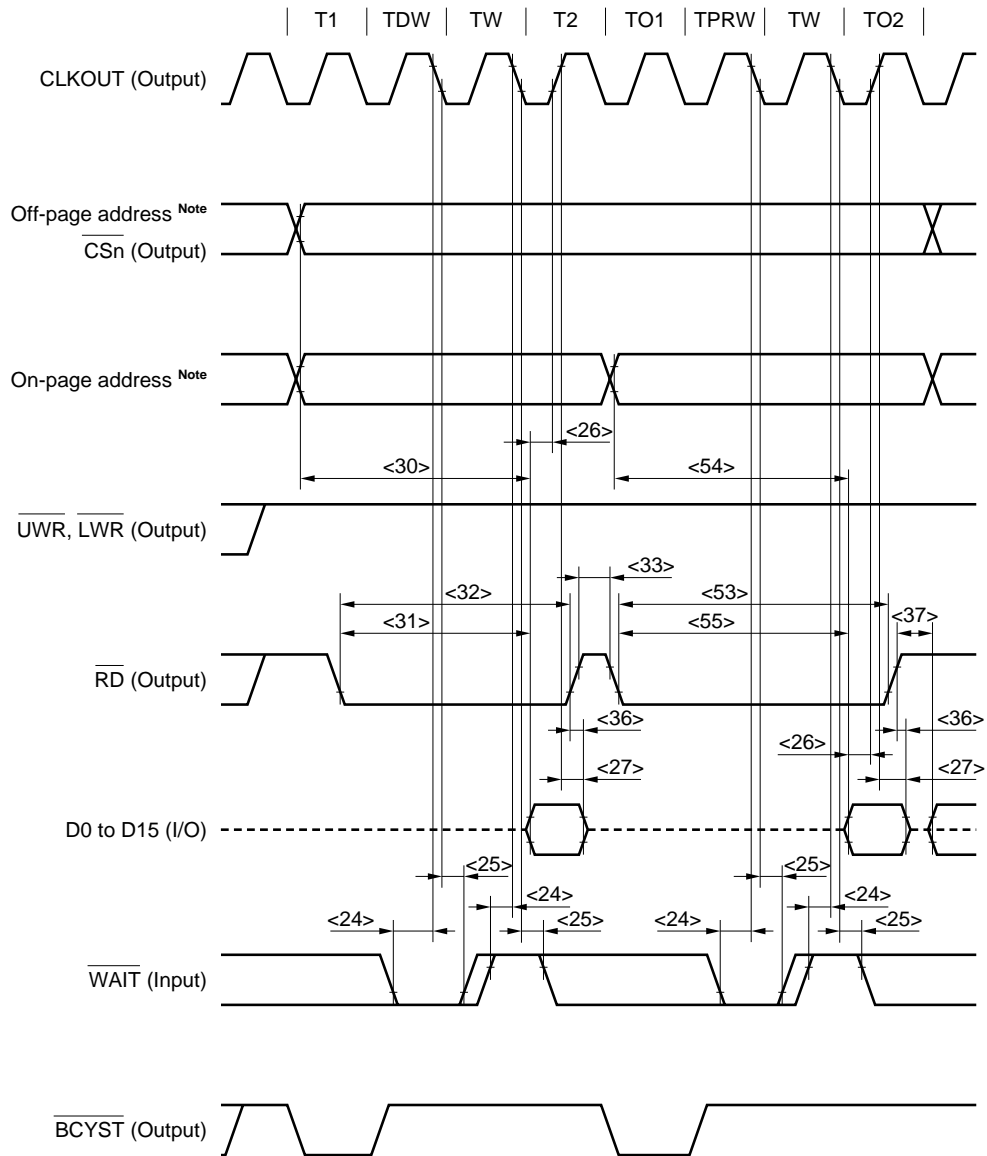 T1 TDW TW T2 TO1 TPRW TW TO2
CLKOUT (Output)
Off-page address Note
CSn (Output)
On-page address Note
<26>
<30> <54>
UWR, LWR (Output)
<33>
<32> <53>
<31> <55> <37>
RD (Output)
<36> <36>
<26>
<27> <27>
D0 to D15 (I/O)
<25> <25>
<24> <24>
<24> <25> <24> <25>
WAIT (Input)
BCYST (Output)